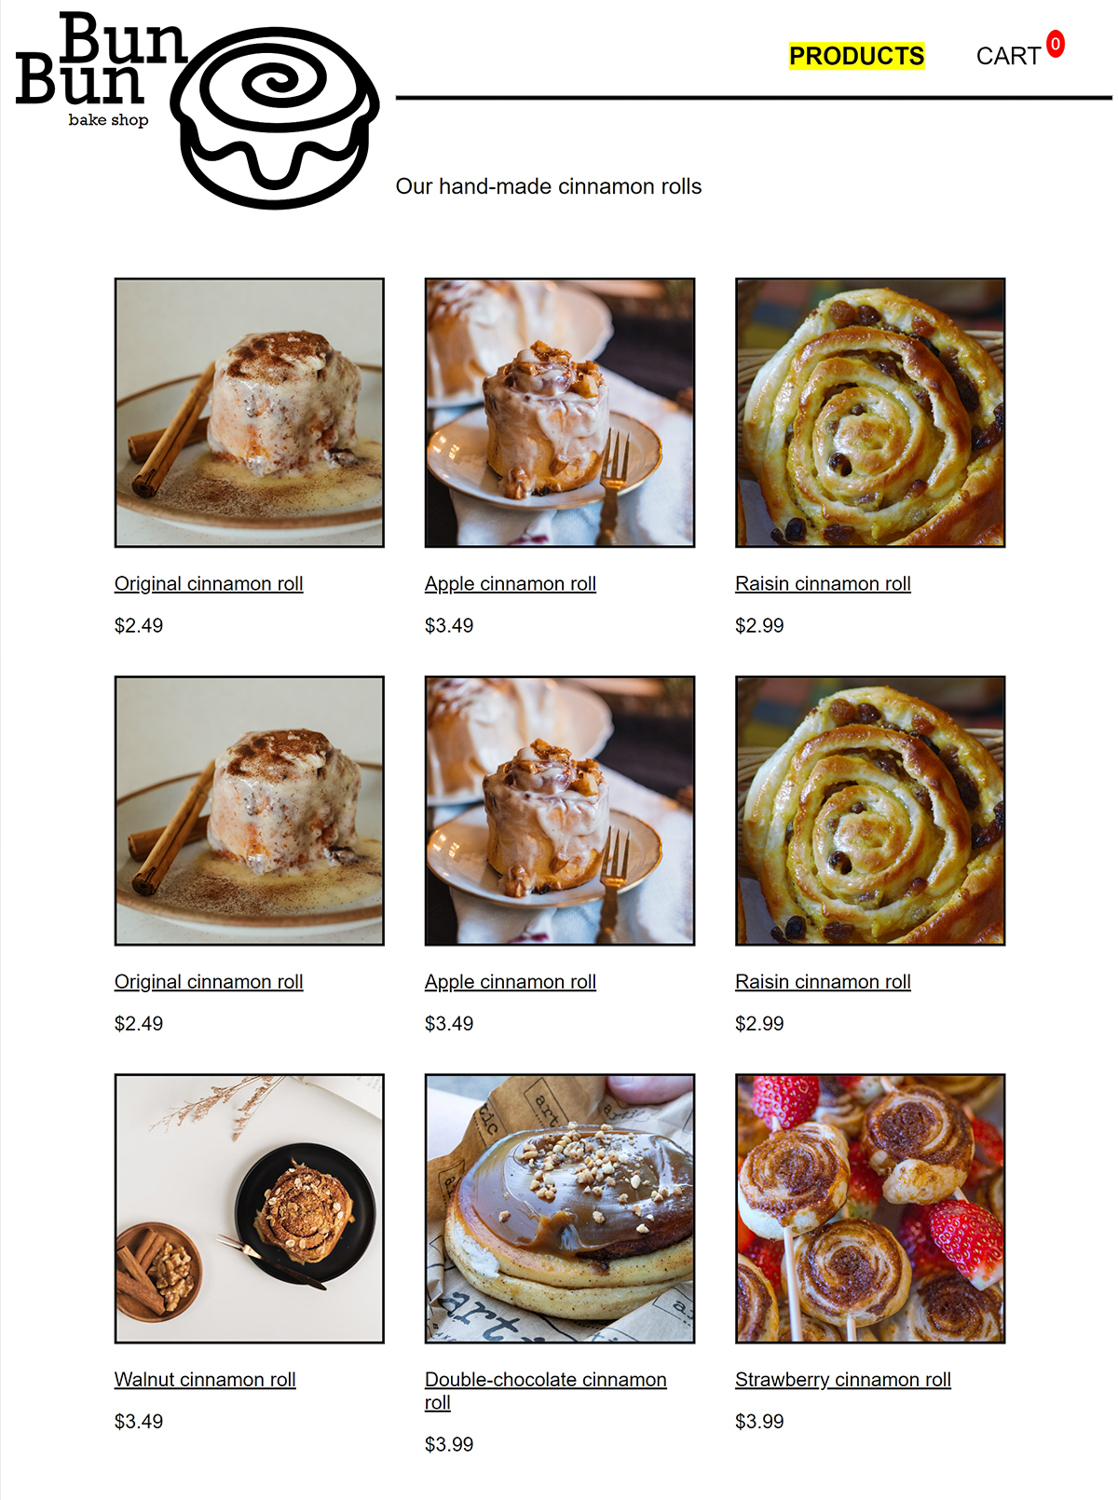 Bun
Bun
bake shop
PRODUCTS
CART 0
Our hand-made cinnamon rolls
Original cinnamon roll
Apple cinnamon roll
Raisin cinnamon roll
$2.49
$3.49
$2.99
Original cinnamon roll
Apple cinnamon roll
Raisin cinnamon roll
$2.49
$3.49
$2.99
art
tic
art
a
Walnut cinnamon roll
Double-chocolate cinnamon
roll
Strawberry cinnamon roll
$3.49
$3.99
$3.99